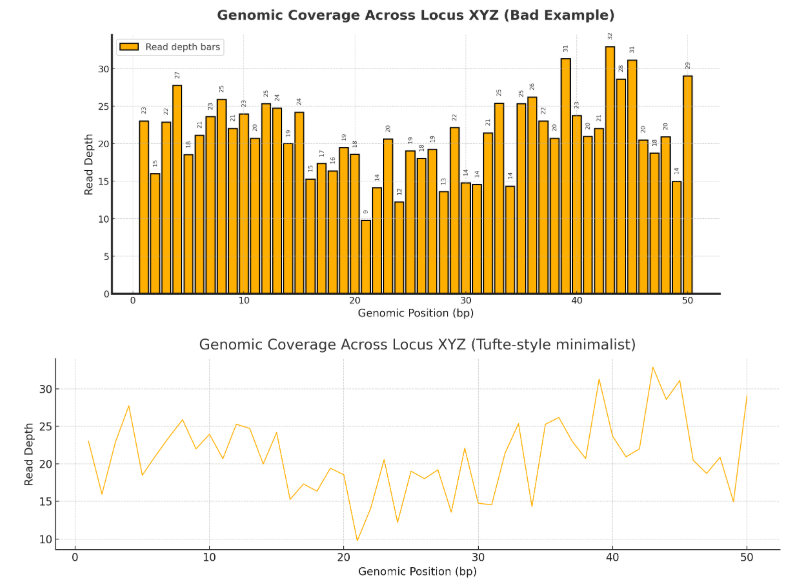 Genomic Coverage Across Locus XYZ (Bad Example)
Read depth bars
Read Depth
30
25
20
15
10
5
0
23 15 22 27 18 21 23 25 21 23 20 25 24 19 24 15 17 16 19 18 9 14 20 12 19 18 19 13 22 14 14 21 25 14 25 26 22 20 31 23 20 21 32 28 31 20 18 20 14 29
0 10 20 30 40 50
Genomic Position (bp)
Genomic Coverage Across Locus XYZ (Tufte-style minimalist)
Read Depth
30
25
20
15
10
0 10 20 30 40 50
Genomic Position (bp)